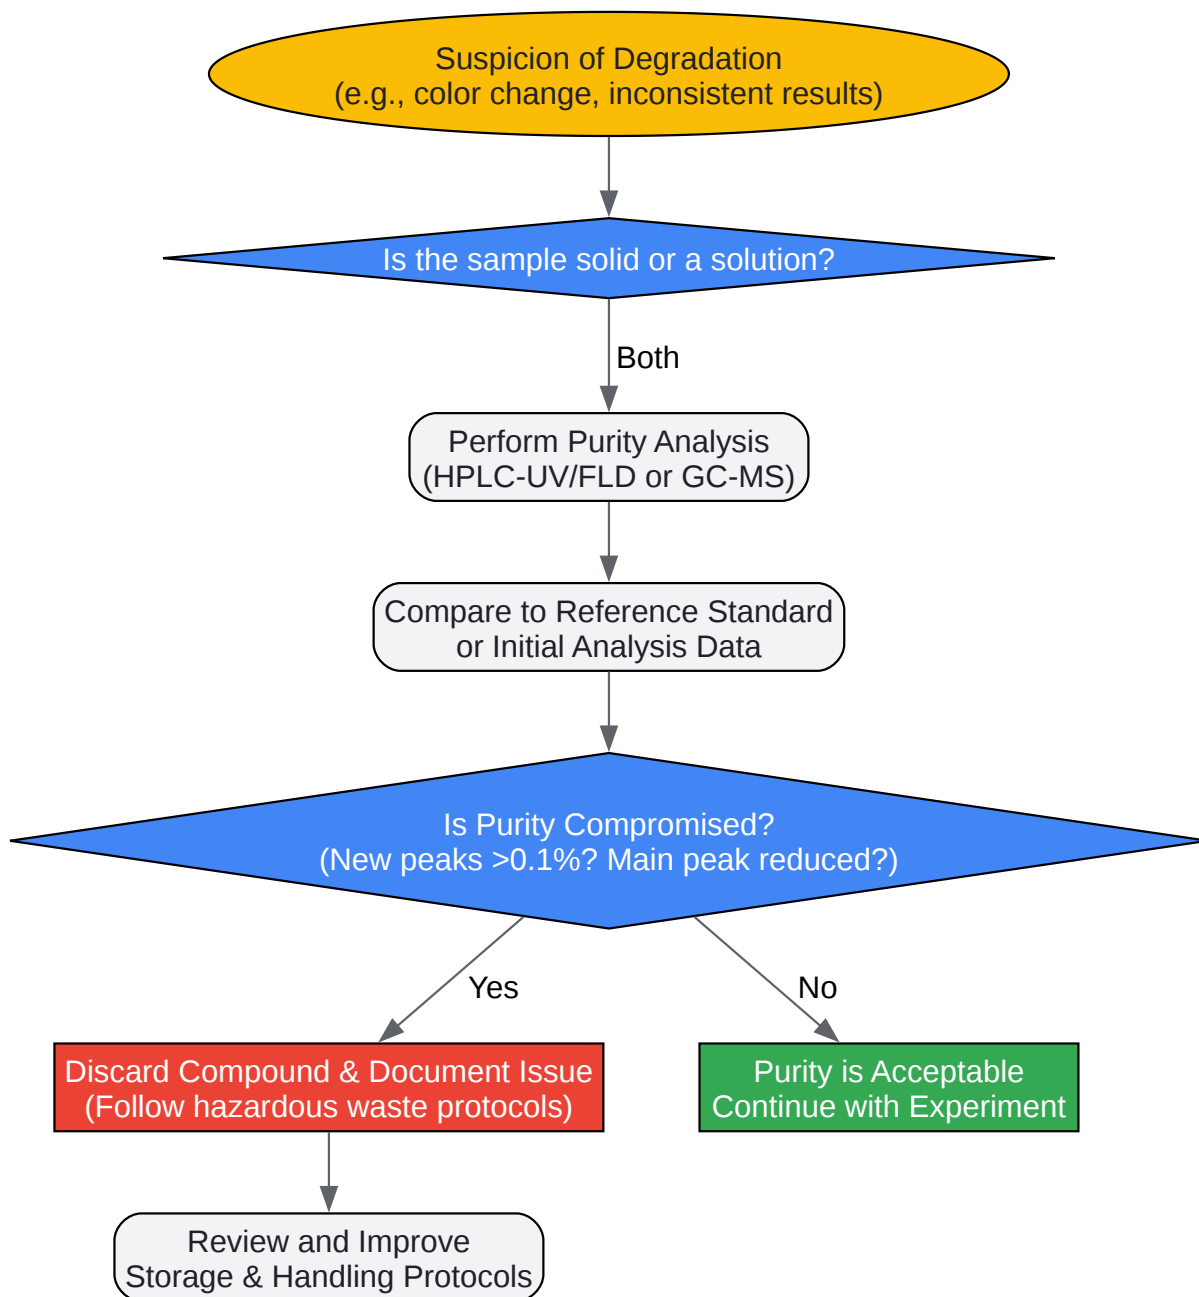 Suspicion of Degradation
(e.g., color change, inconsistent results)
Is the sample solid or a solution?
Both
Perform Purity Analysis
(HPLC-UV/FLD or GC-MS)
Compare to Reference Standard
or Initial Analysis Data
Is Purity Compromised?
(New peaks >0.1%? Main peak reduced?)
Yes
No
Discard Compound & Document Issue
(Follow hazardous waste protocols)
Purity is Acceptable
Continue with Experiment
Review and Improve
Storage & Handling Protocols